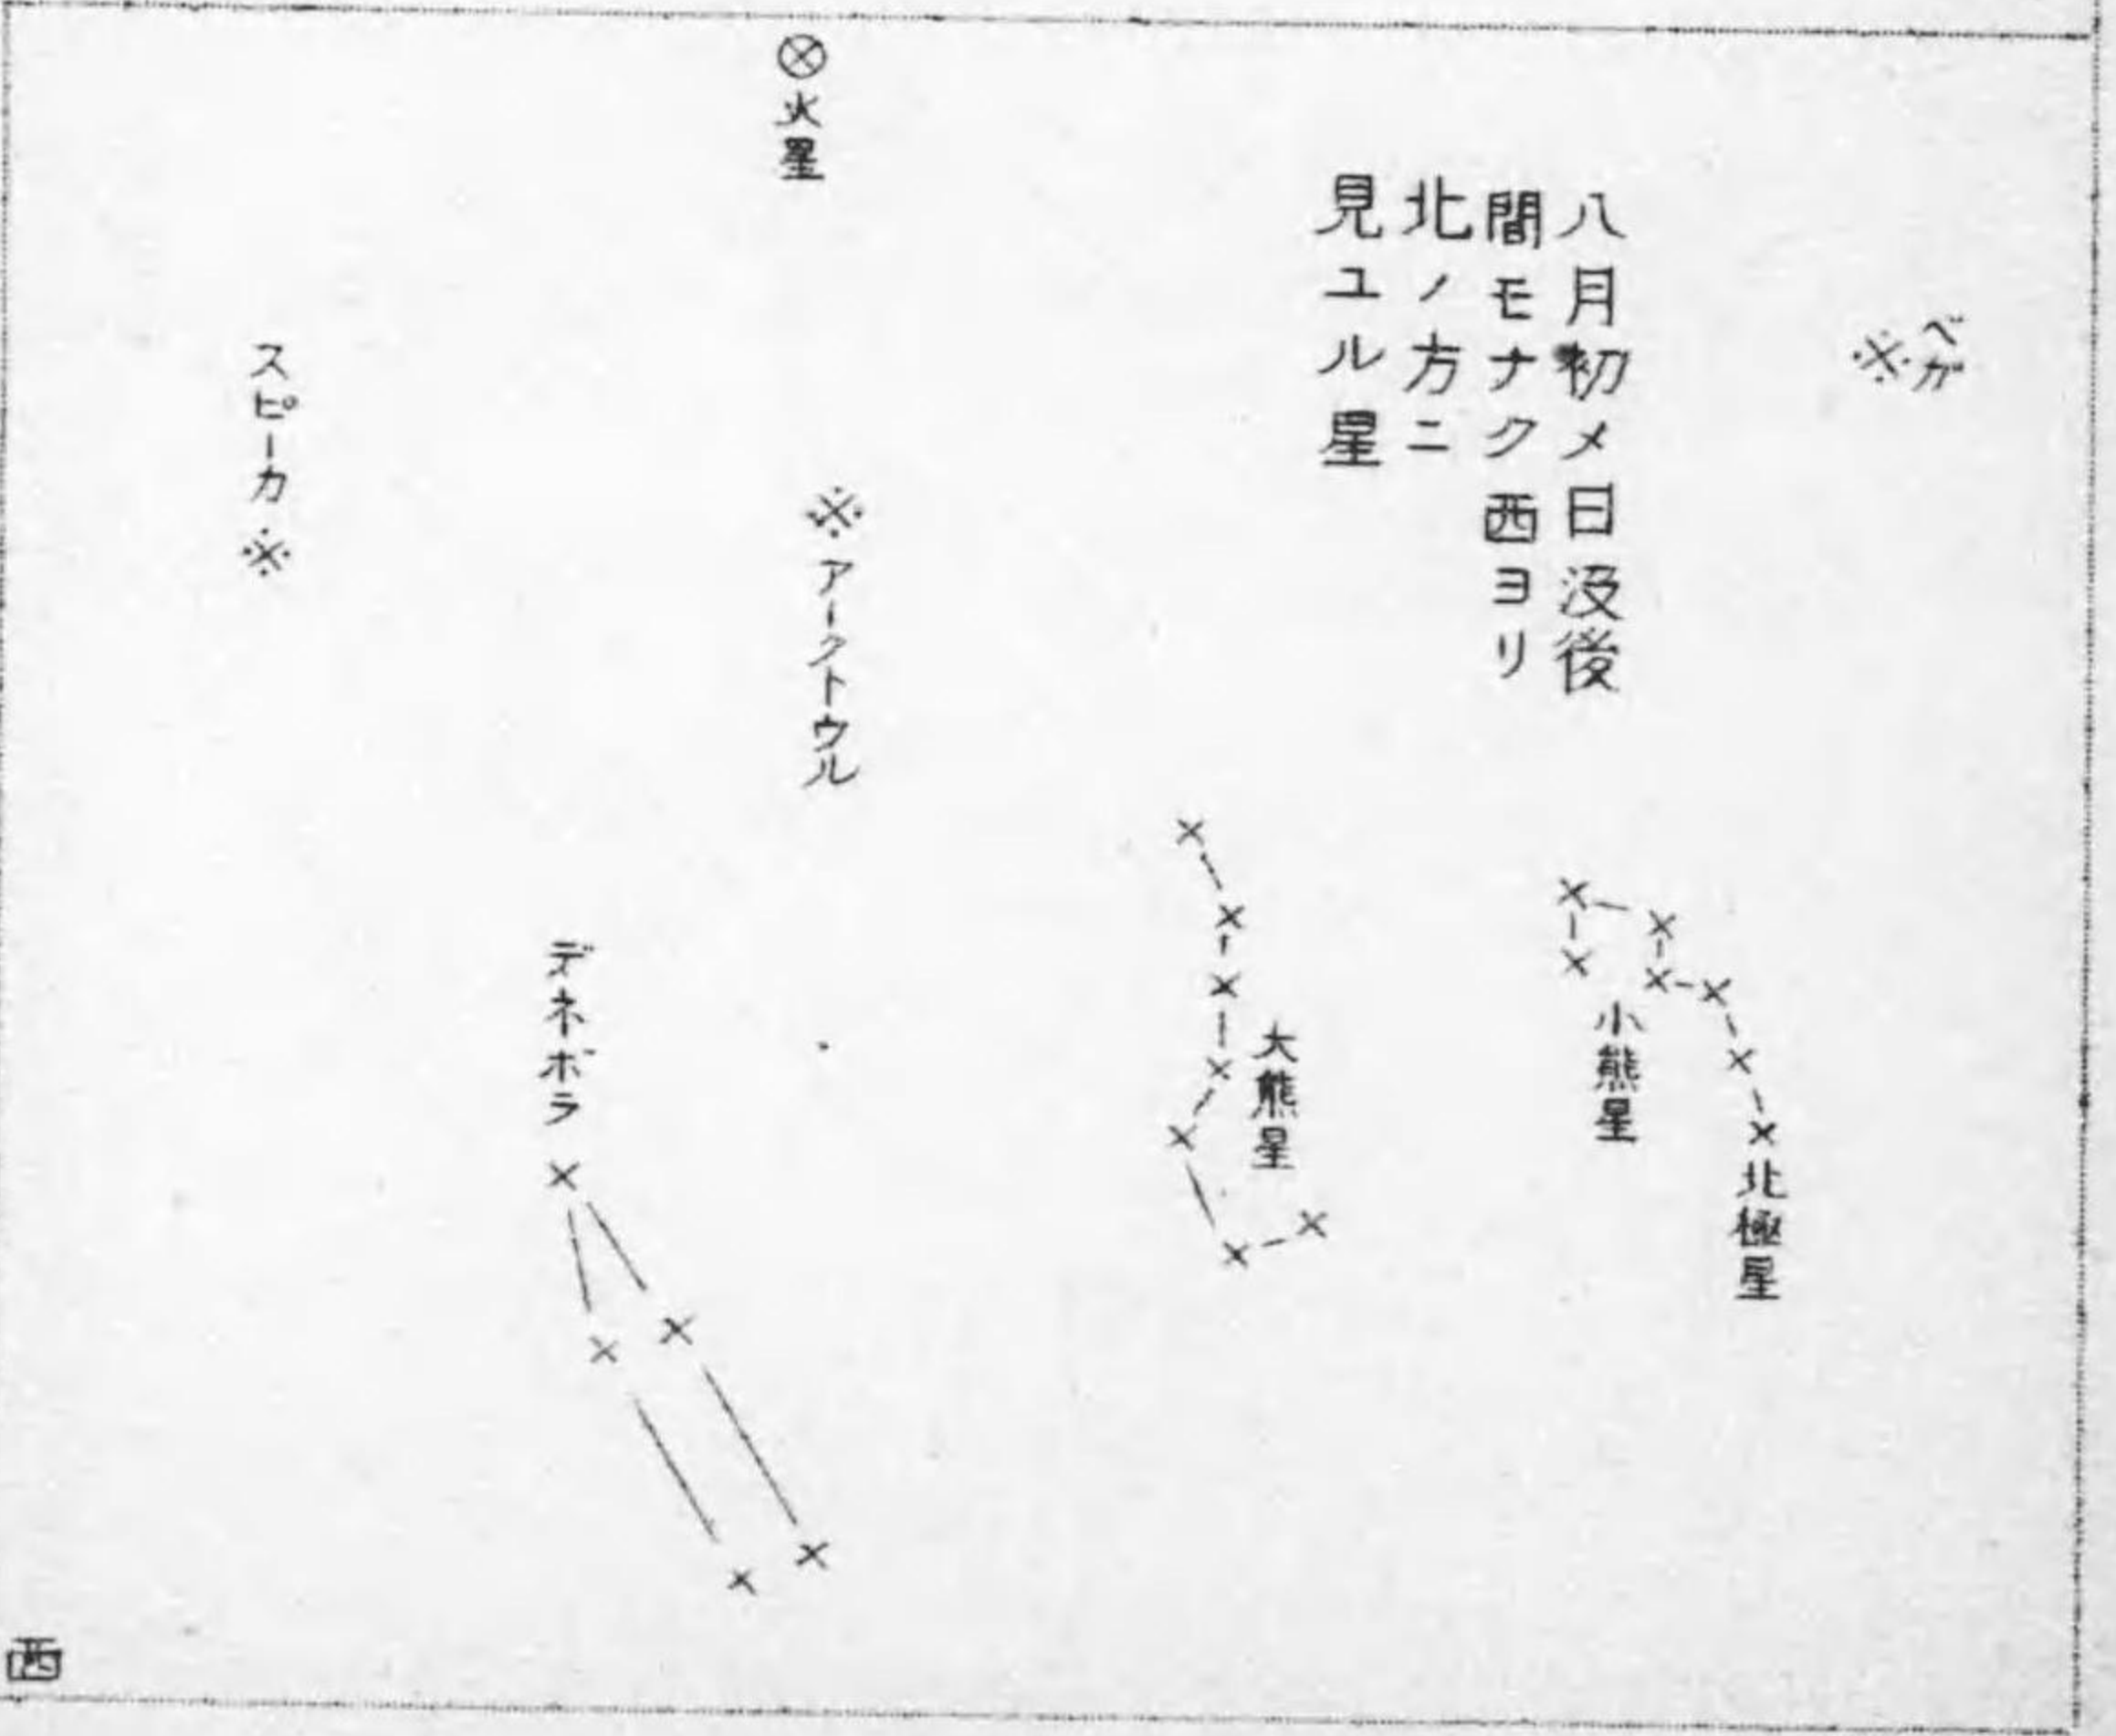 八月初メ日没後
間モナク西ヨリ
北ノ方ニ
見ユル星
ベガ
火星
アークトウル
スピーカ
小熊星
北極星
大熊星
デネボラ
西